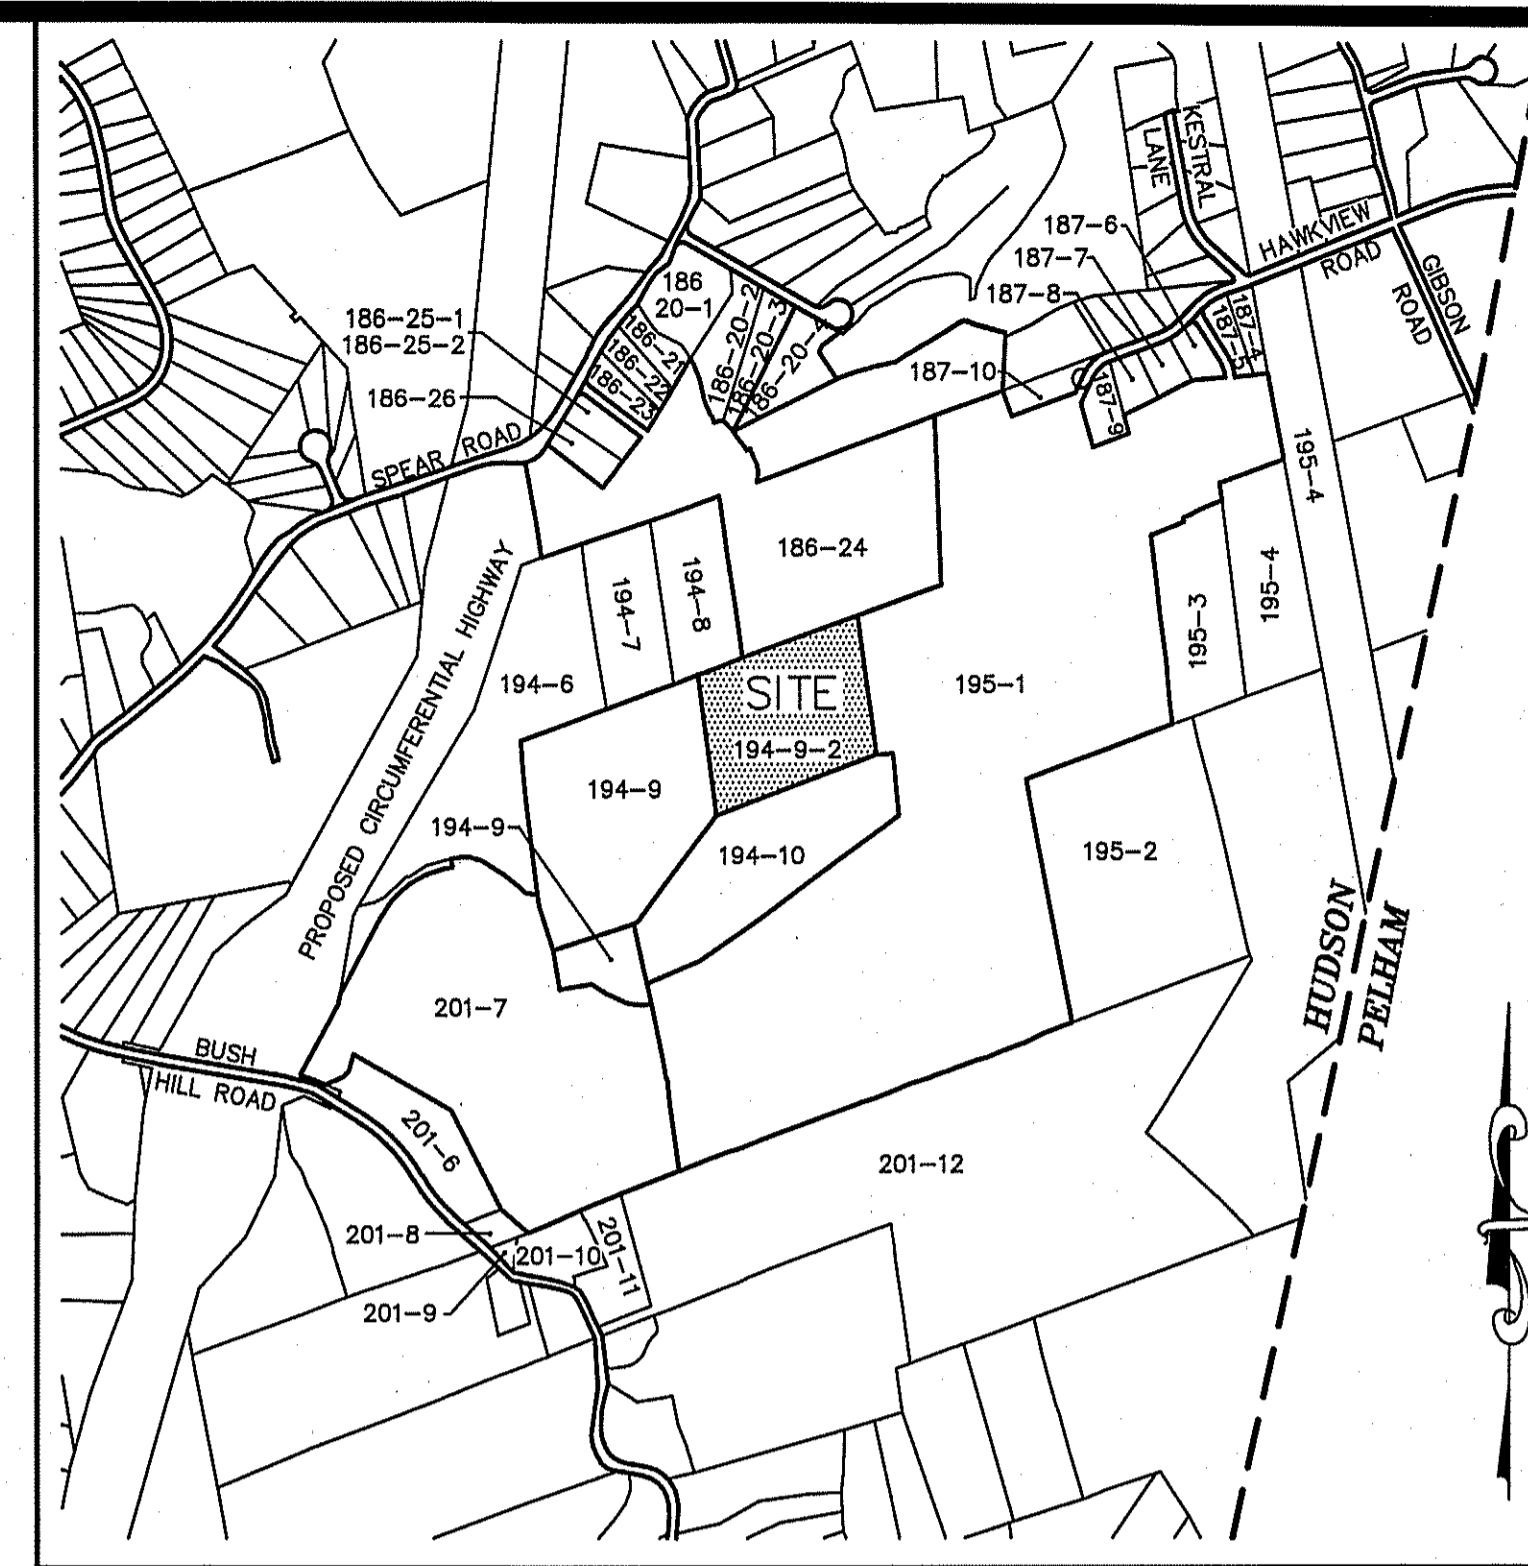 KESTRAL
LANE
HAWKVIEW
ROAD
GIBSON
ROAD
187-6
187-7
187-8
187-4
187-5
187-10
187-9
186
20-1
186-20-2
186-20-3
186-20-4
186-21
186-22
186-23
186-25-1
186-25-2
186-26
SPEAR ROAD
195-4
186-24
194-7
194-8
195-3
195-4
194-6
195-1
SITE
194-9-2
PROPOSED CIRCUMFERENTIAL HIGHWAY
194-9
194-9
194-10
195-2
HUDSON
PELHAM
201-7
BUSH
HILL ROAD
201-6
201-12
201-8
201-10
201-11
201-9